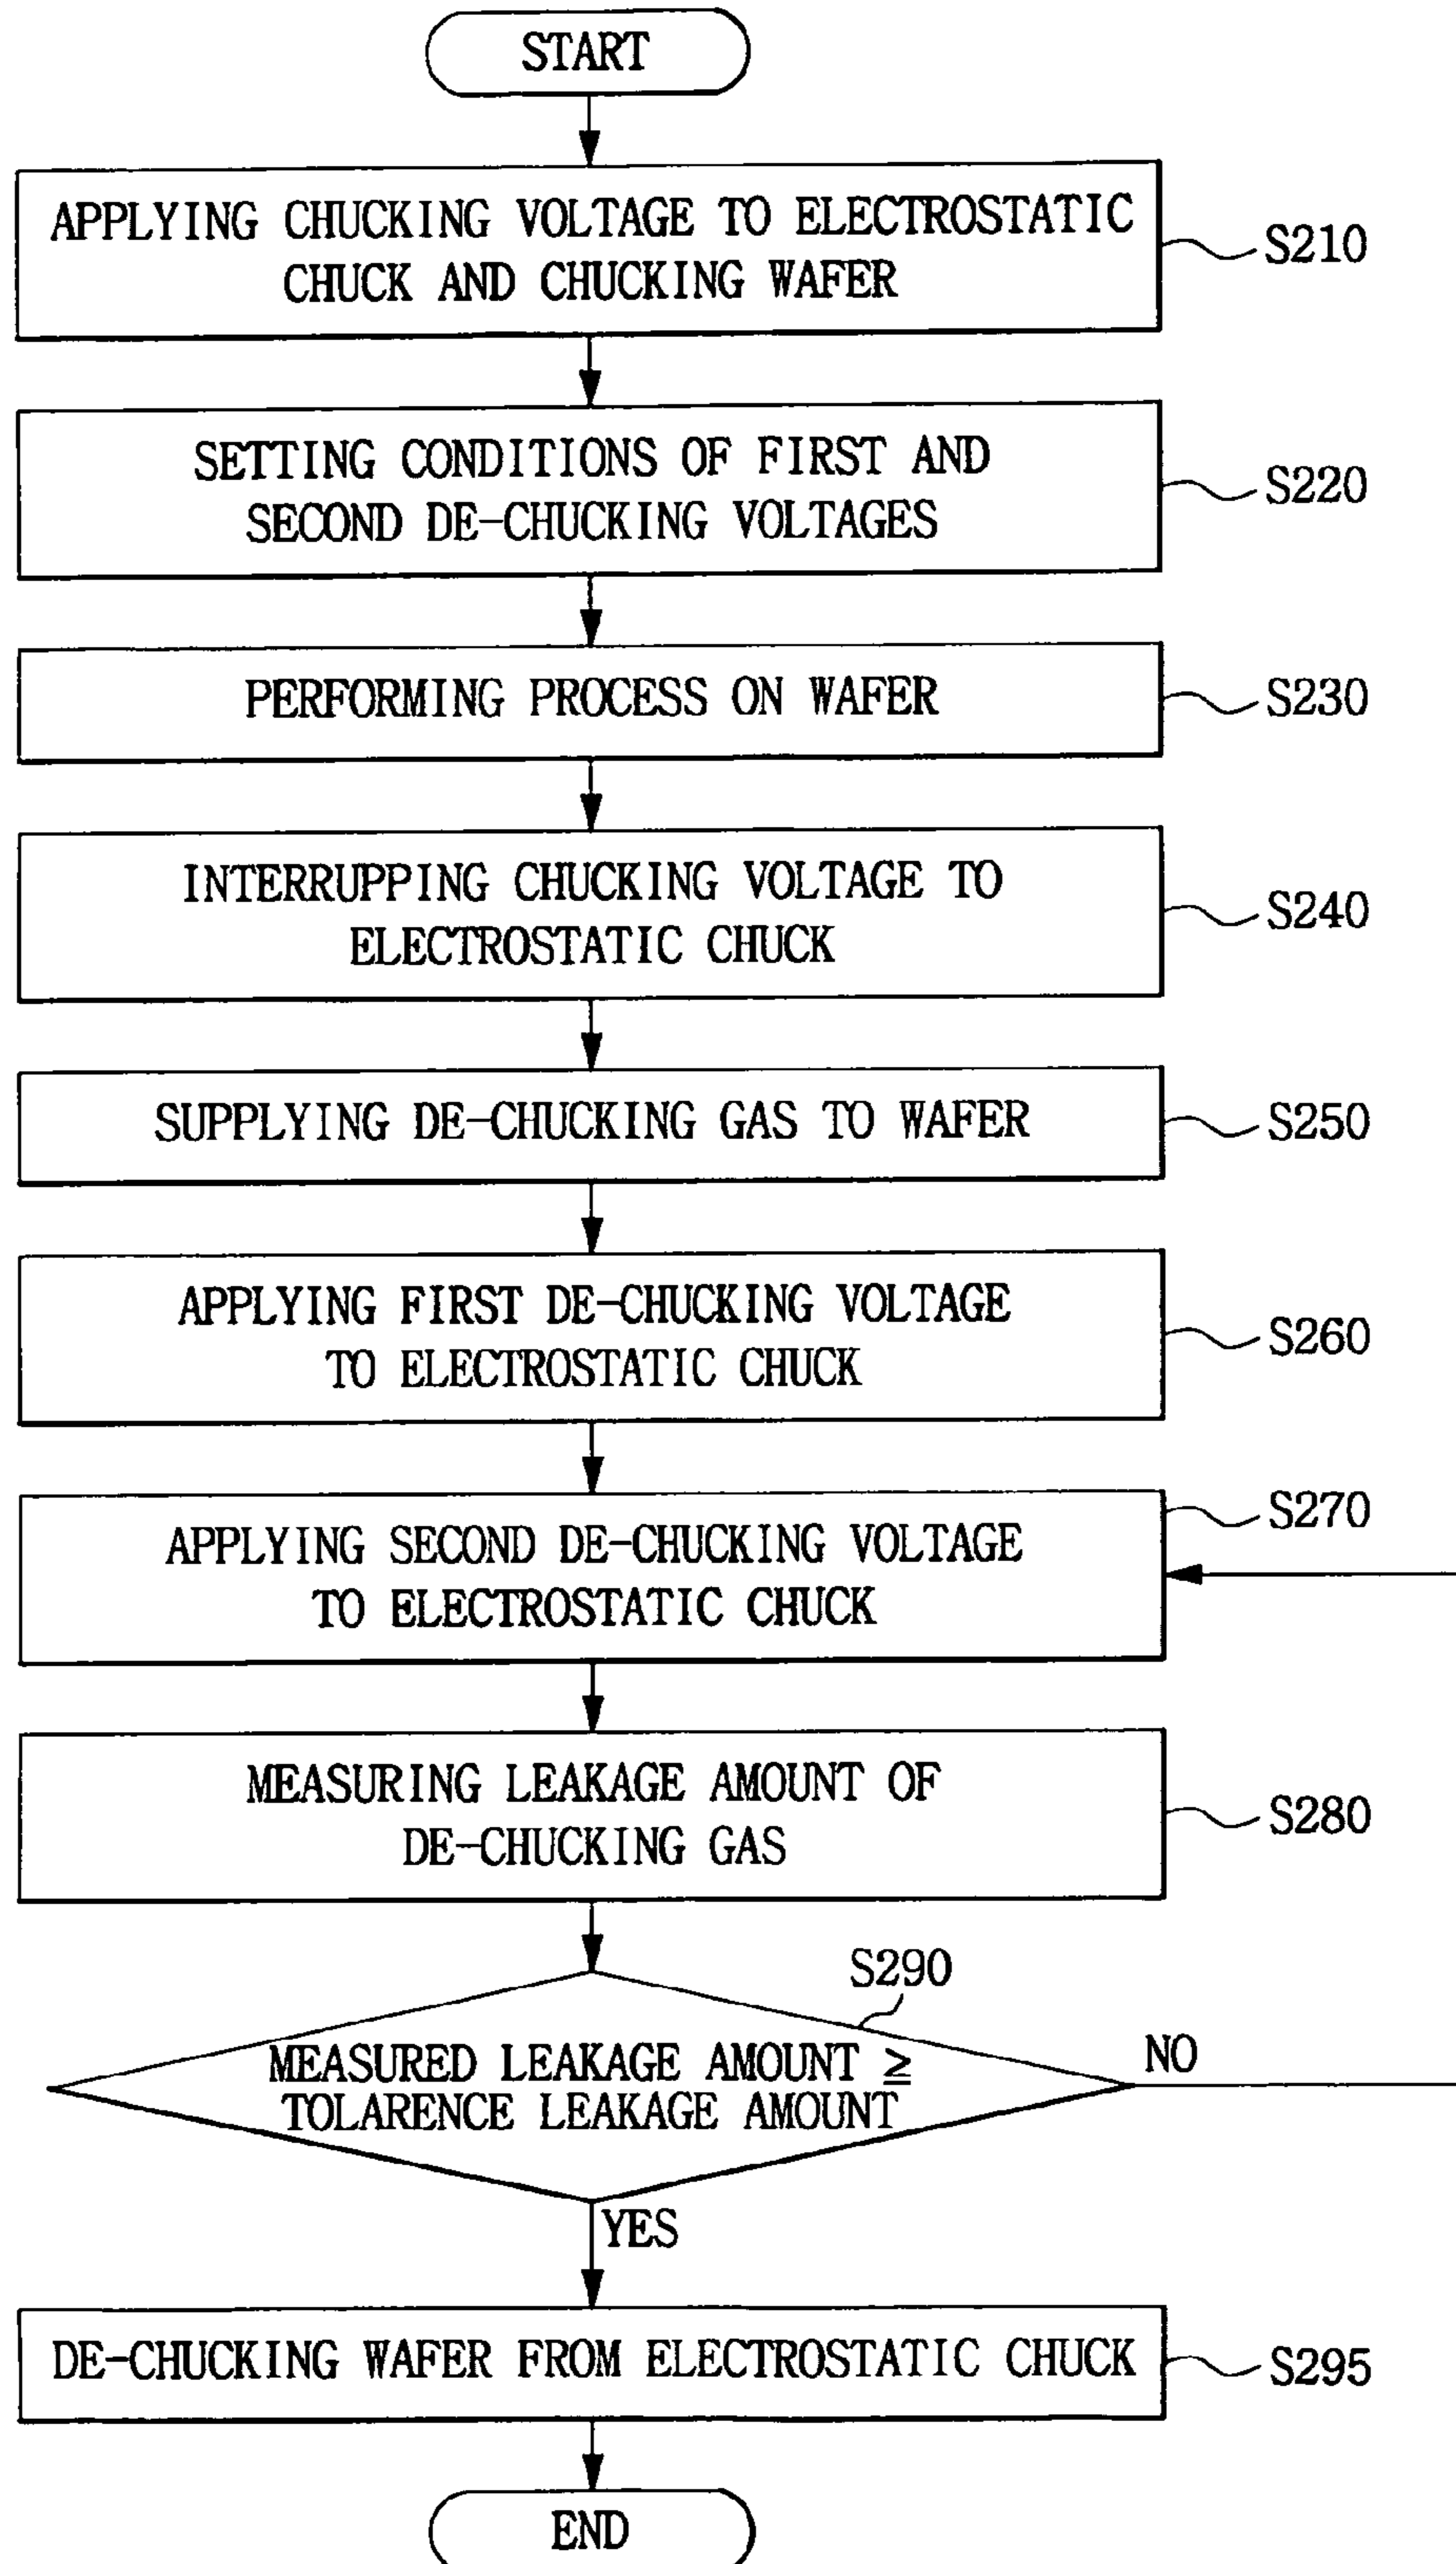 START
APPLYING CHUCKING VOLTAGE TO ELECTROSTATIC
CHUCK AND CHUCKING WAFER
S210
SETTING CONDITIONS OF FIRST AND
SECOND DE-CHUCKING VOLTAGES
S220
PERFORMING PROCESS ON WAFER
S230
INTERRUPPING CHUCKING VOLTAGE TO
ELECTROSTATIC CHUCK
S240
SUPPLYING DE-CHUCKING GAS TO WAFER
S250
APPLYING FIRST DE-CHUCKING VOLTAGE
TO ELECTROSTATIC CHUCK
S260
APPLYING SECOND DE-CHUCKING VOLTAGE
TO ELECTROSTATIC CHUCK
S270
MEASURING LEAKAGE AMOUNT OF
DE-CHUCKING GAS
S280
S290
MEASURED LEAKAGE AMOUNT ≧
TOLARENCE LEAKAGE AMOUNT
NO
YES
DE-CHUCKING WAFER FROM ELECTROSTATIC CHUCK
S295
END